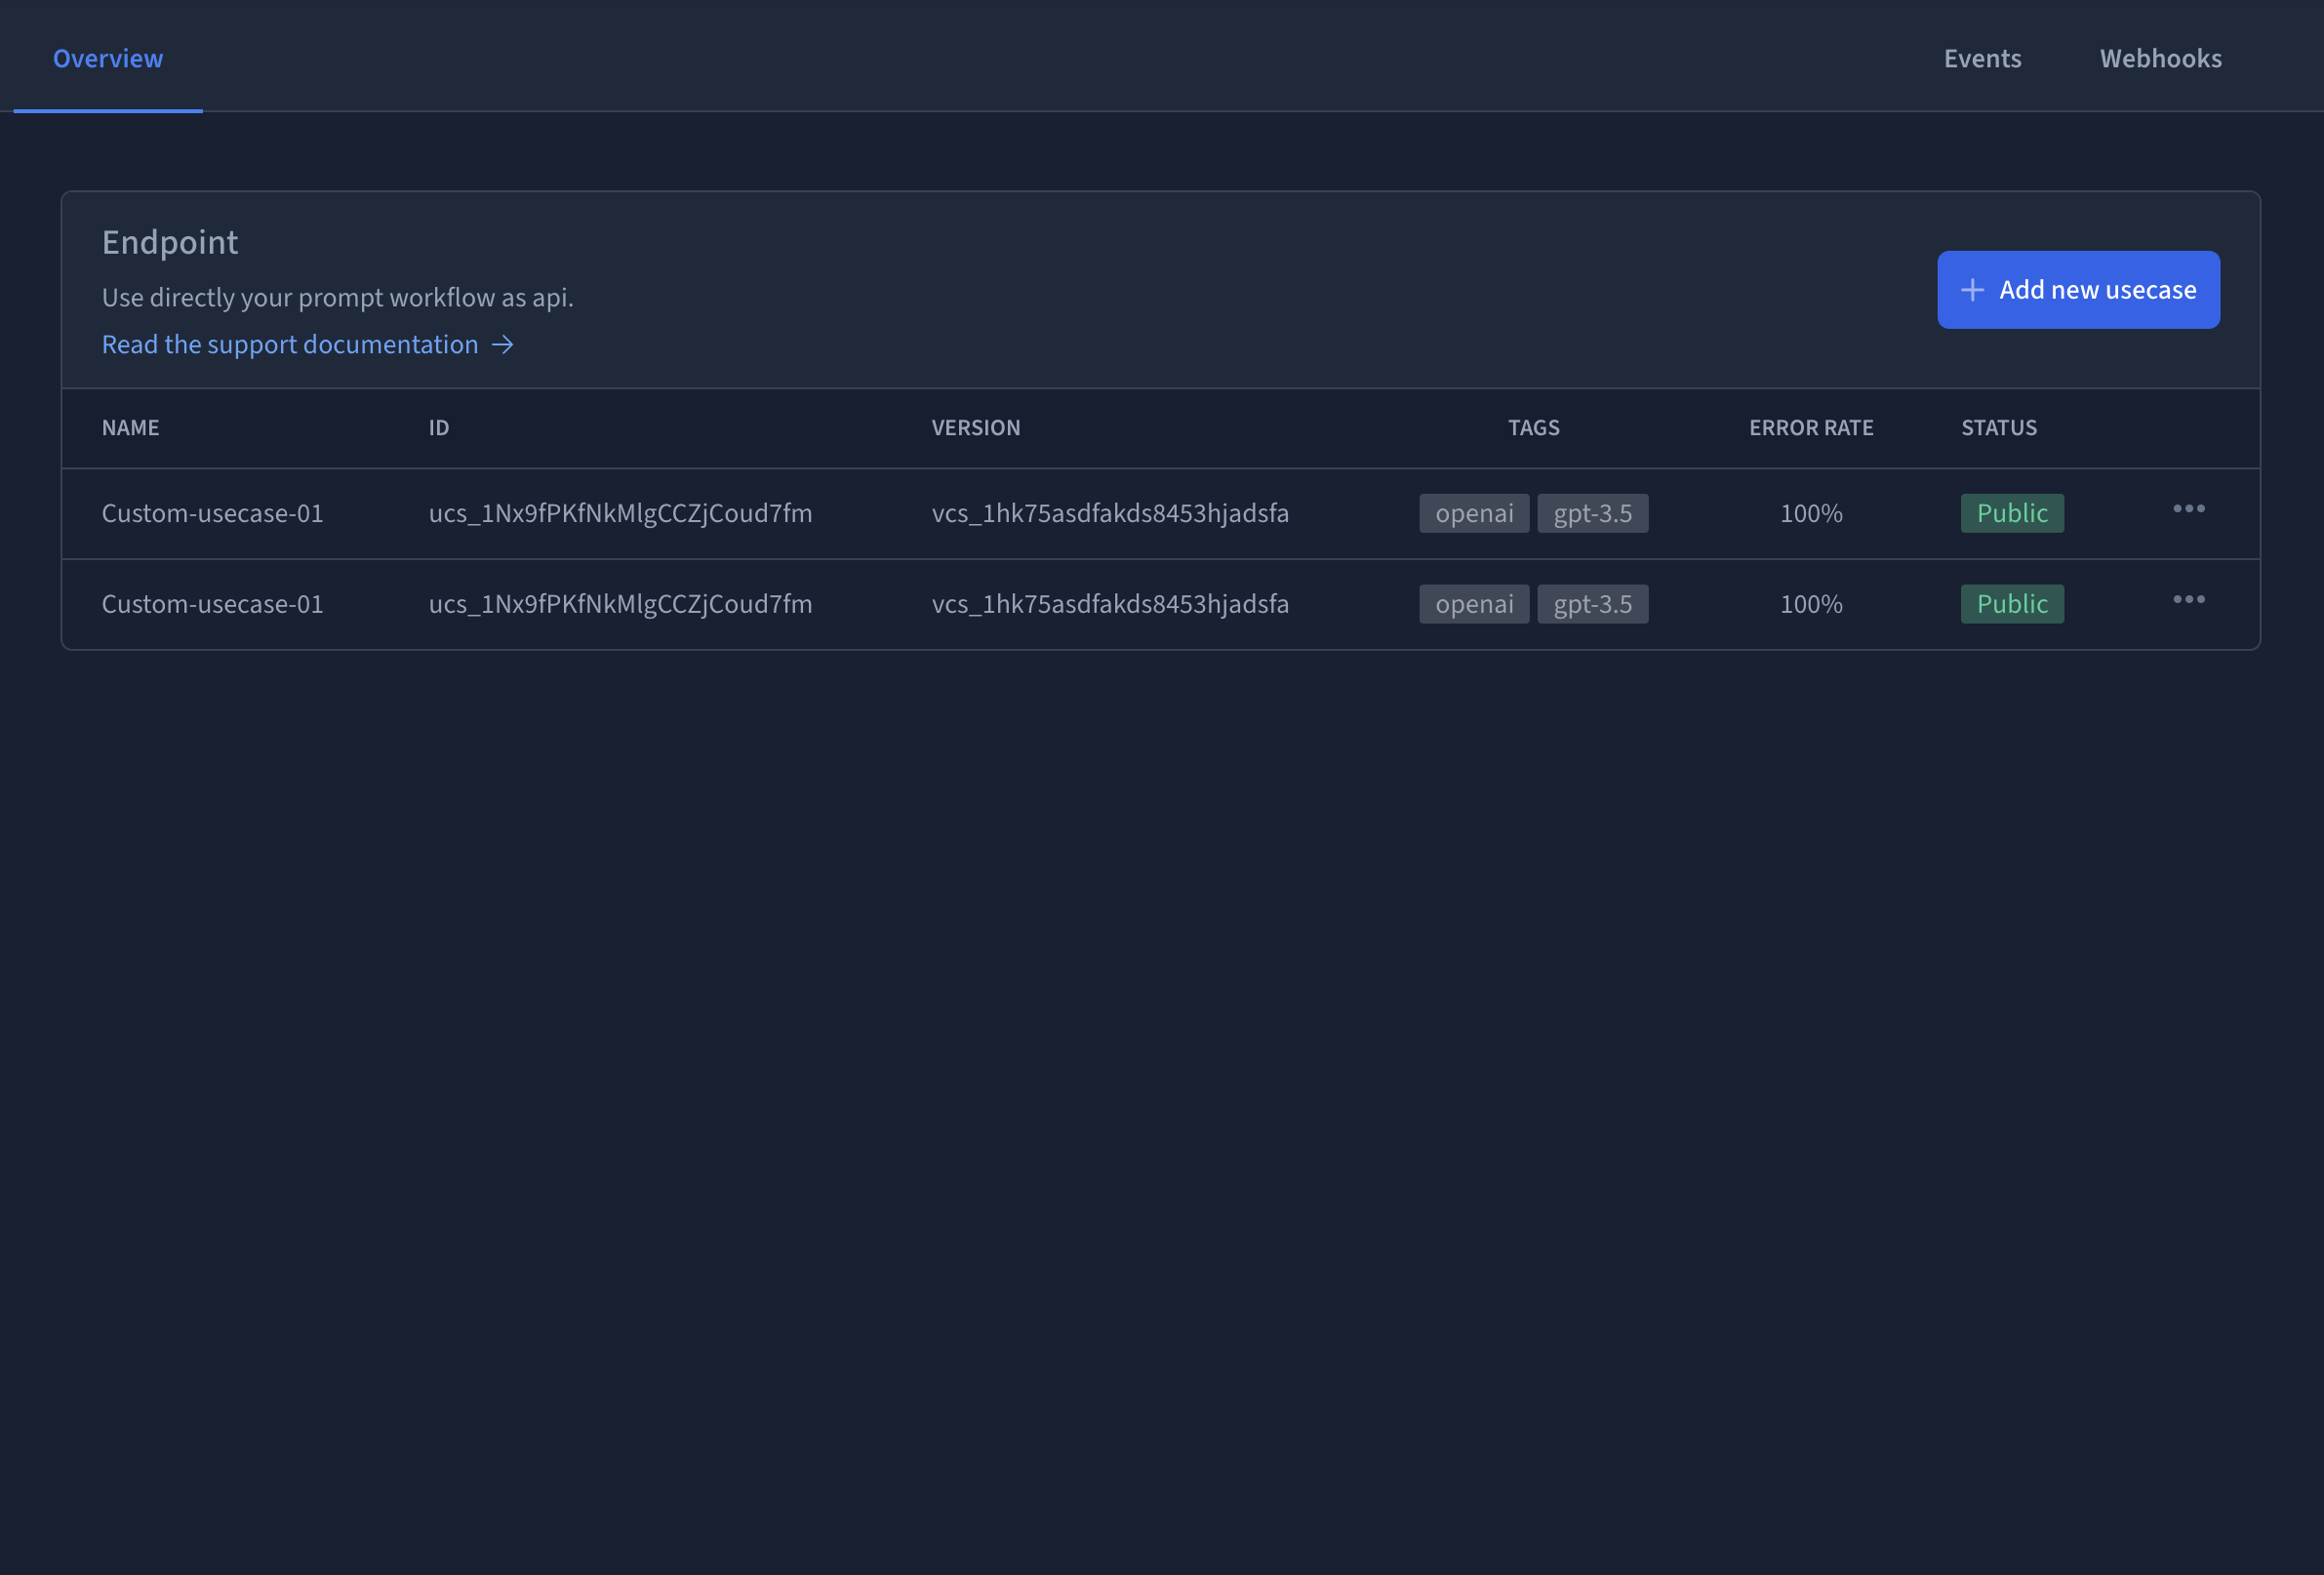 Overview Events Webhooks
Endpoint
Use directly your prompt workflow as api.
Read the support documentation →
+ Add new usecase
NAME ID VERSION TAGS ERROR RATE STATUS
Custom-usecase-01 ucs_1Nx9fPKfNkMlgCCZjCoud7fm vcs_1hk75asdfakds8453hjadsfa openai gpt-3.5 100% Public •••
Custom-usecase-01 ucs_1Nx9fPKfNkMlgCCZjCoud7fm vcs_1hk75asdfakds8453hjadsfa openai gpt-3.5 100% Public •••